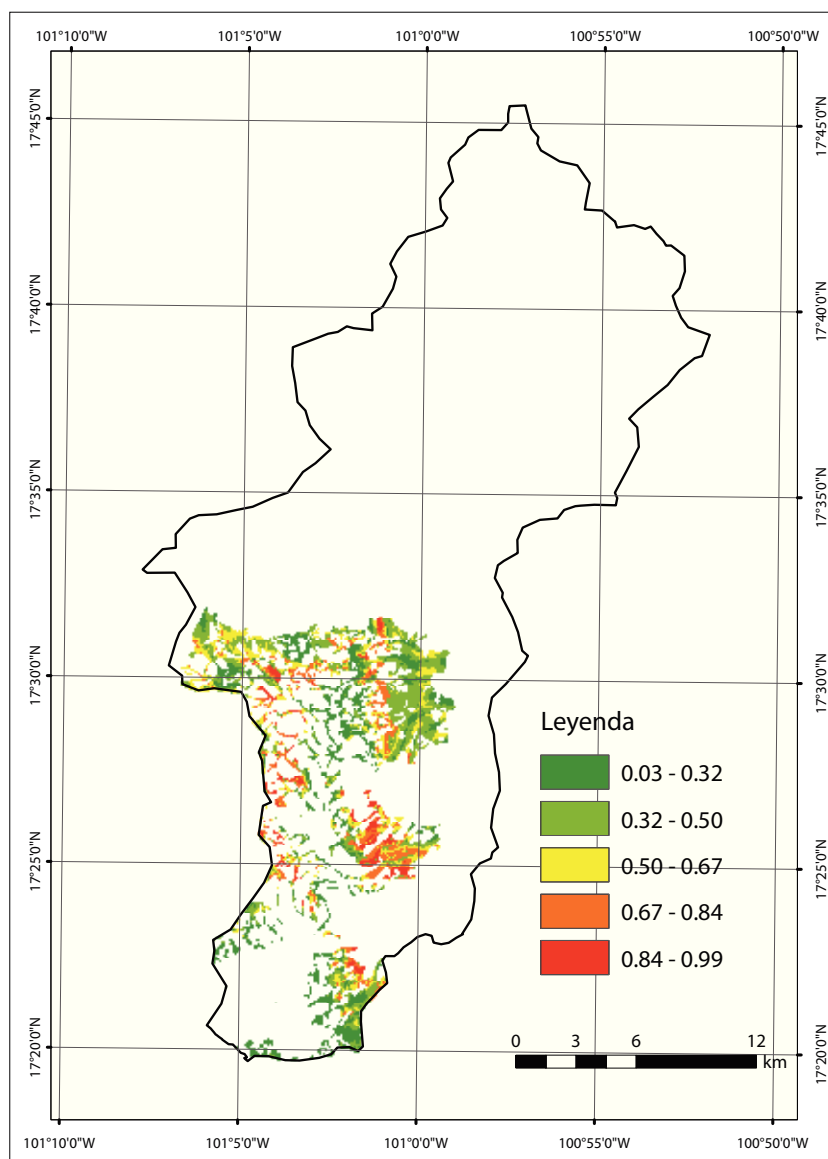 101°10'0"W 101°5'0"W 101°0'0"W 100°55'0"W 100°50'0"W
17°45'0"N 17°45'0"N
17°40'0"N 17°40'0"N
17°35'0"N 17°35'0"N
17°30'0"N 17°30'0"N
Leyenda
0.03 - 0.32
0.32 - 0.50
0.50 - 0.67
0.67 - 0.84
0.84 - 0.99
17°25'0"N 17°25'0"N
17°20'0"N 17°20'0"N
0 3 6 12
km
101°10'0"W 101°5'0"W 101°0'0"W 100°55'0"W 100°50'0"W